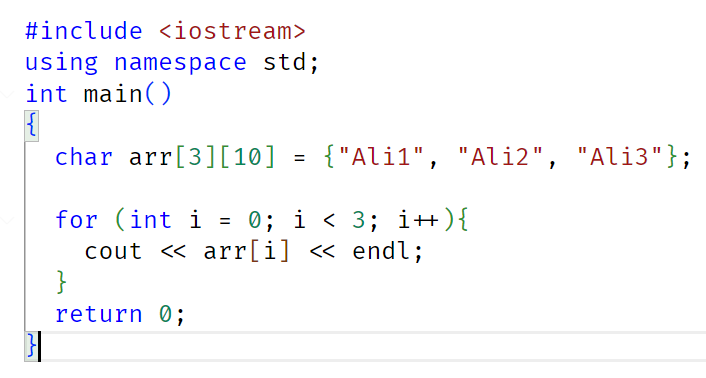 #include <iostream>
using namespace std;
int main()
{
char arr[3][10] = {"Ali1", "Ali2", "Ali3"};
for (int i = 0; i < 3; i++){
cout << arr[i] << endl;
}
return 0;
}